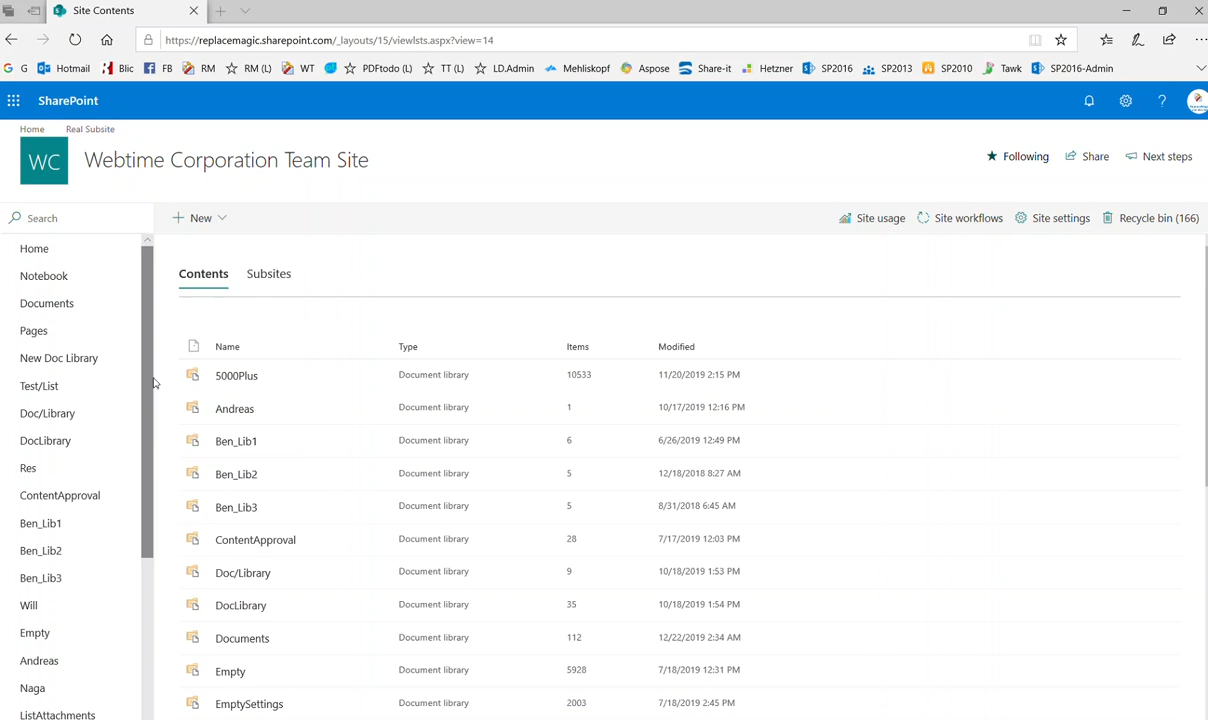 Site Contents
https://replacemagic.sharepoint.com/_layouts/15/viewlsts.aspx?view=14
G Hotmail Blic FB RM RM (L) WT PDFtodo (L) TT (L) LD.Admin Mehliskopf Aspose Share-it Hetzner SP2016 SP2013 SP2010 Tawk SP2016-Admin
SharePoint
Home Real Subsite
WC Webtime Corporation Team Site
Following Share Next steps
Search
New
Site usage Site workflows Site settings Recycle bin (166)
Home
Notebook
Documents
Pages
New Doc Library
Test/List
Doc/Library
DocLibrary
Res
ContentApproval
Ben_Lib1
Ben_Lib2
Ben_Lib3
Will
Empty
Andreas
Naga
ListAttachments
Contents Subsites
Name Type Items Modified
5000Plus Document library 10533 11/20/2019 2:15 PM
Andreas Document library 1 10/17/2019 12:16 PM
Ben_Lib1 Document library 6 6/26/2019 12:49 PM
Ben_Lib2 Document library 5 12/18/2018 8:27 AM
Ben_Lib3 Document library 5 8/31/2018 6:45 AM
ContentApproval Document library 28 7/17/2019 12:03 PM
Doc/Library Document library 9 10/18/2019 1:53 PM
DocLibrary Document library 35 10/18/2019 1:54 PM
Documents Document library 112 12/22/2019 2:34 AM
Empty Document library 5928 7/18/2019 12:31 PM
EmptySettings Document library 2003 7/18/2019 2:45 PM